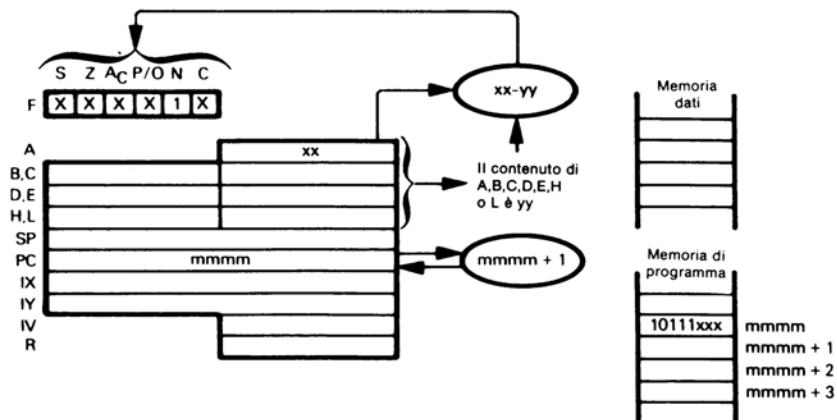 S Z AC P/O N C
F X X X X 1 X
xx-yy
Memoria
dati
A xx
B,C
D,E
H,L
Il contenuto di
A,B,C,D,E,H
o L è yy
SP
PC mmmm
mmmm + 1
IX
IY
IV
R
Memoria di
programma
10111xxx mmmm
mmmm + 1
mmmm + 2
mmmm + 3